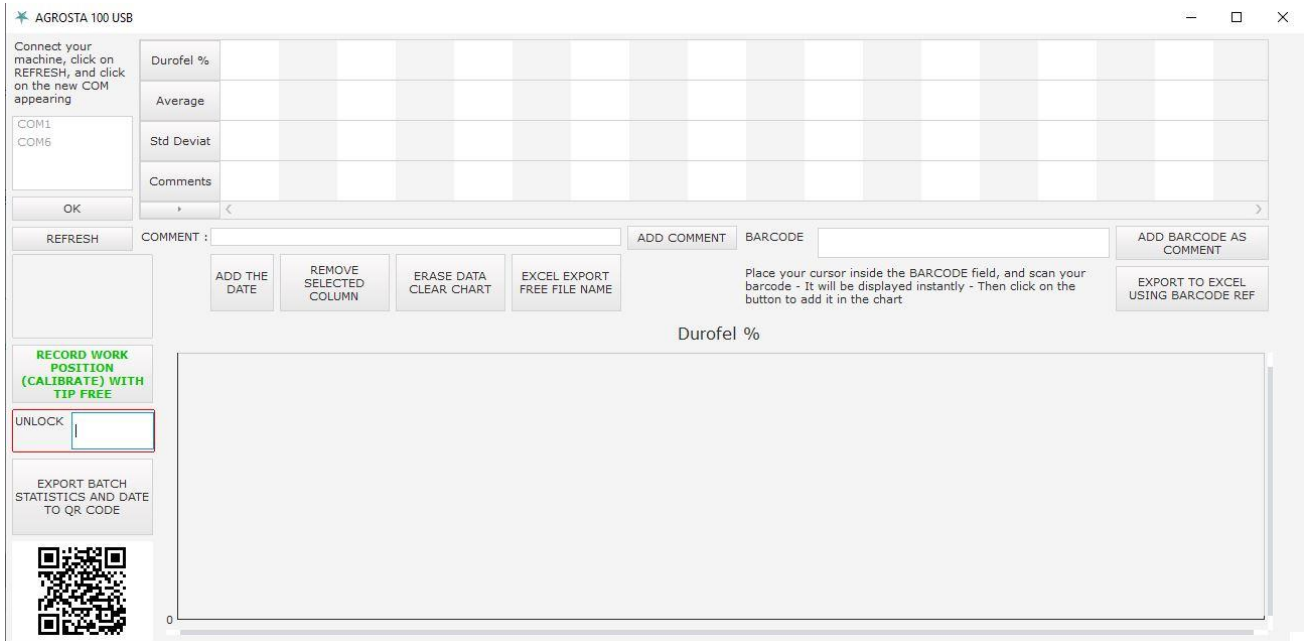 AGROSTA 100 USB
Connect your
machine, click on
REFRESH, and click
on the new COM
appearing
COM1
COM6
OK
REFRESH
Durofel %
Average
Std Deviat
Comments
COMMENT :
ADD COMMENT
BARCODE
ADD BARCODE AS
COMMENT
ADD THE
DATE
REMOVE
SELECTED
COLUMN
ERASE DATA
CLEAR CHART
EXCEL EXPORT
FREE FILE NAME
Place your cursor inside the BARCODE field, and scan your
barcode - It will be displayed instantly - Then click on the
button to add it in the chart
EXPORT TO EXCEL
USING BARCODE REF
RECORD WORK
POSITION
(CALIBRATE) WITH
TIP FREE
UNLOCK
EXPORT BATCH
STATISTICS AND DATE
TO QR CODE
Durofel %
0